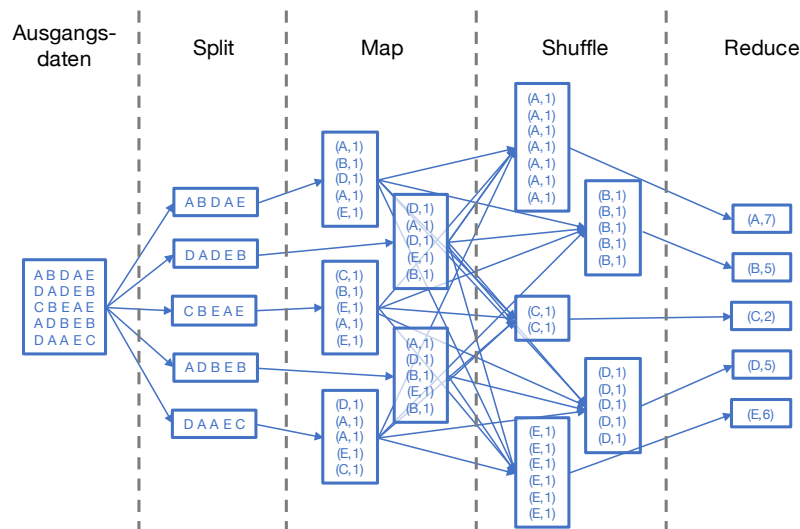 Ausgangs-
daten
Split
Map
Shuffle
Reduce
A B D A E
D A D E B
C B E A E
A D B E B
D A A E C
A B D A E
D A D E B
C B E A E
A D B E B
D A A E C
(A, 1)
(B, 1)
(D, 1)
(A, 1)
(E, 1)
(D, 1)
(A, 1)
(D, 1)
(E, 1)
(B, 1)
(C, 1)
(B, 1)
(E, 1)
(A, 1)
(E, 1)
(A, 1)
(D, 1)
(B, 1)
(E, 1)
(B, 1)
(D, 1)
(A, 1)
(A, 1)
(E, 1)
(C, 1)
(A, 1)
(A, 1)
(A, 1)
(A, 1)
(A, 1)
(A, 1)
(A, 1)
(B, 1)
(B, 1)
(B, 1)
(B, 1)
(B, 1)
(C, 1)
(C, 1)
(D, 1)
(D, 1)
(D, 1)
(D, 1)
(D, 1)
(E, 1)
(E, 1)
(E, 1)
(E, 1)
(E, 1)
(E, 1)
(A, 7)
(B, 5)
(C, 2)
(D, 5)
(E, 6)